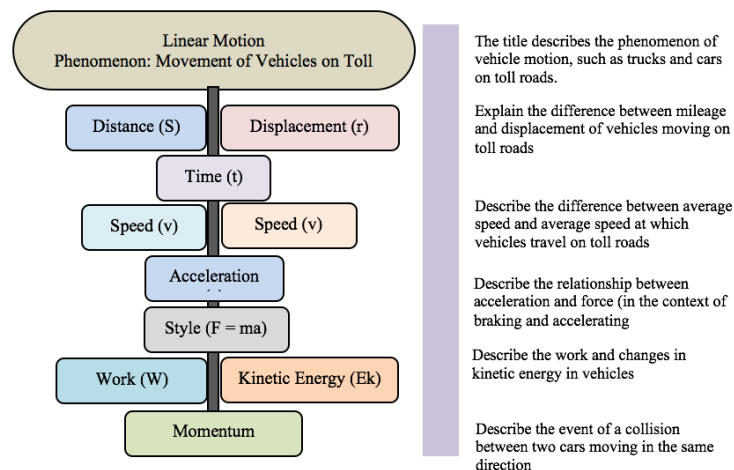 Linear Motion
Phenomenon: Movement of Vehicles on Toll
The title describes the phenomenon of
vehicle motion, such as trucks and cars
on toll roads.
Distance (S)
Displacement (r)
Explain the difference between mileage
and displacement of vehicles moving on
toll roads
Time (t)
Speed (v)
Speed (v)
Describe the difference between average
speed and average speed at which
vehicles travel on toll roads
Acceleration
Style (F = ma)
Describe the relationship between
acceleration and force (in the context of
braking and accelerating
Work (W)
Kinetic Energy (Ek)
Describe the work and changes in
kinetic energy in vehicles
Momentum
Describe the event of a collision
between two cars moving in the same
direction